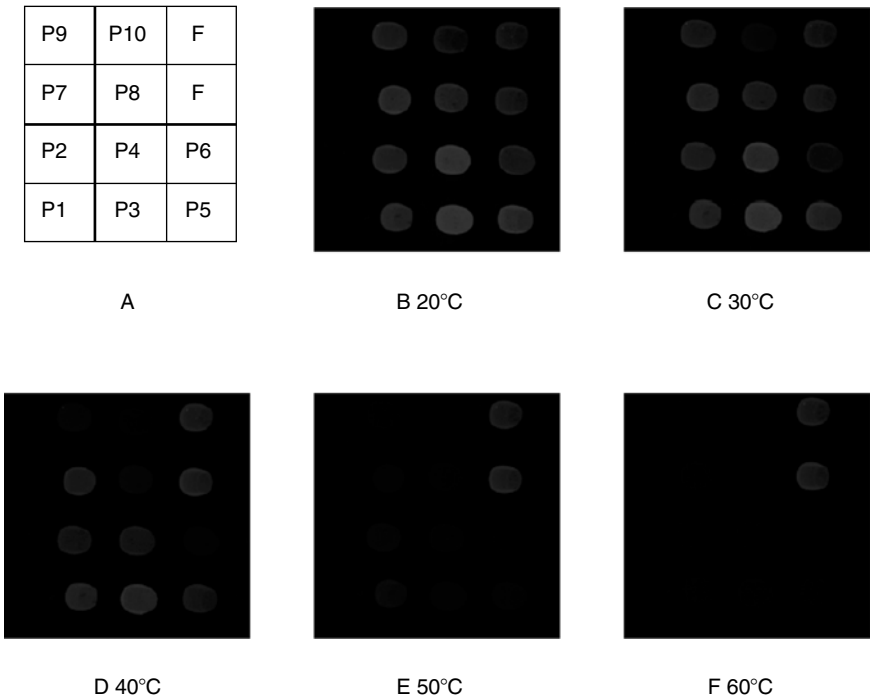 P9 P10 F
P7 P8 F
P2 P4 P6
P1 P3 P5
A
B 20°C
C 30°C
D 40°C
E 50°C
F 60°C